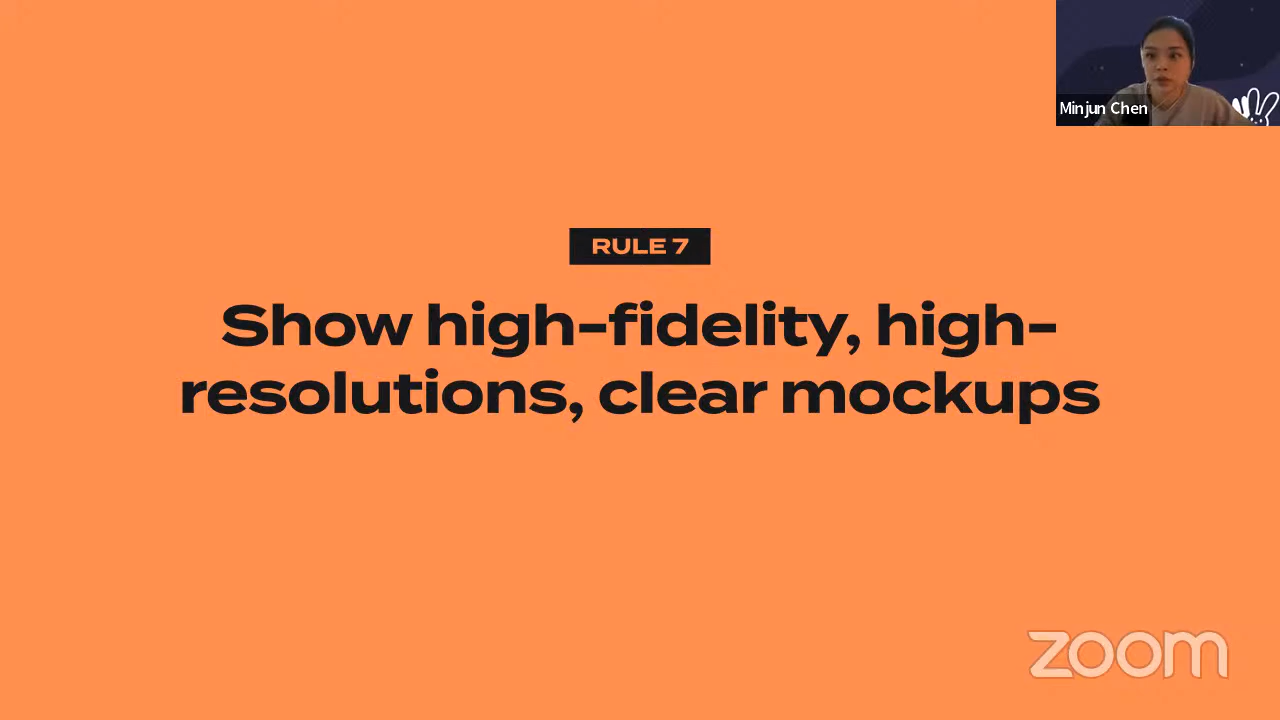 Minjun Chen
RULE 7
Show high-fidelity, high-
resolutions, clear mockups
zoom